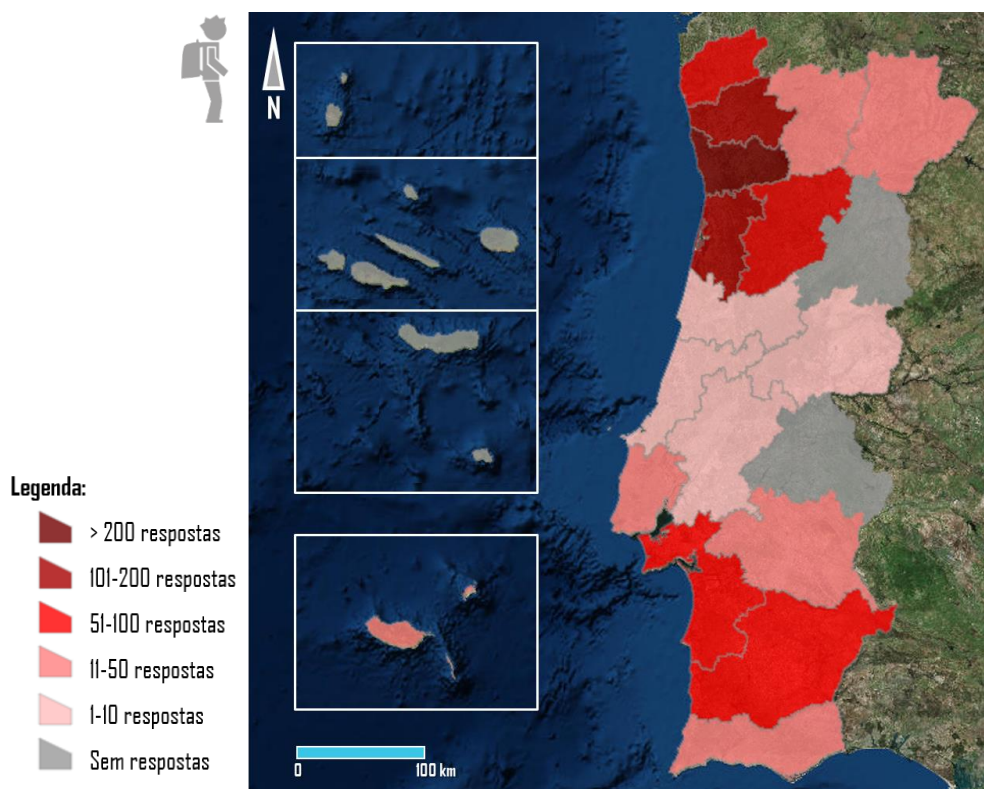 N
Legenda:
> 200 respostas
101-200 respostas
51-100 respostas
11-50 respostas
1-10 respostas
Sem respostas
0 100 km